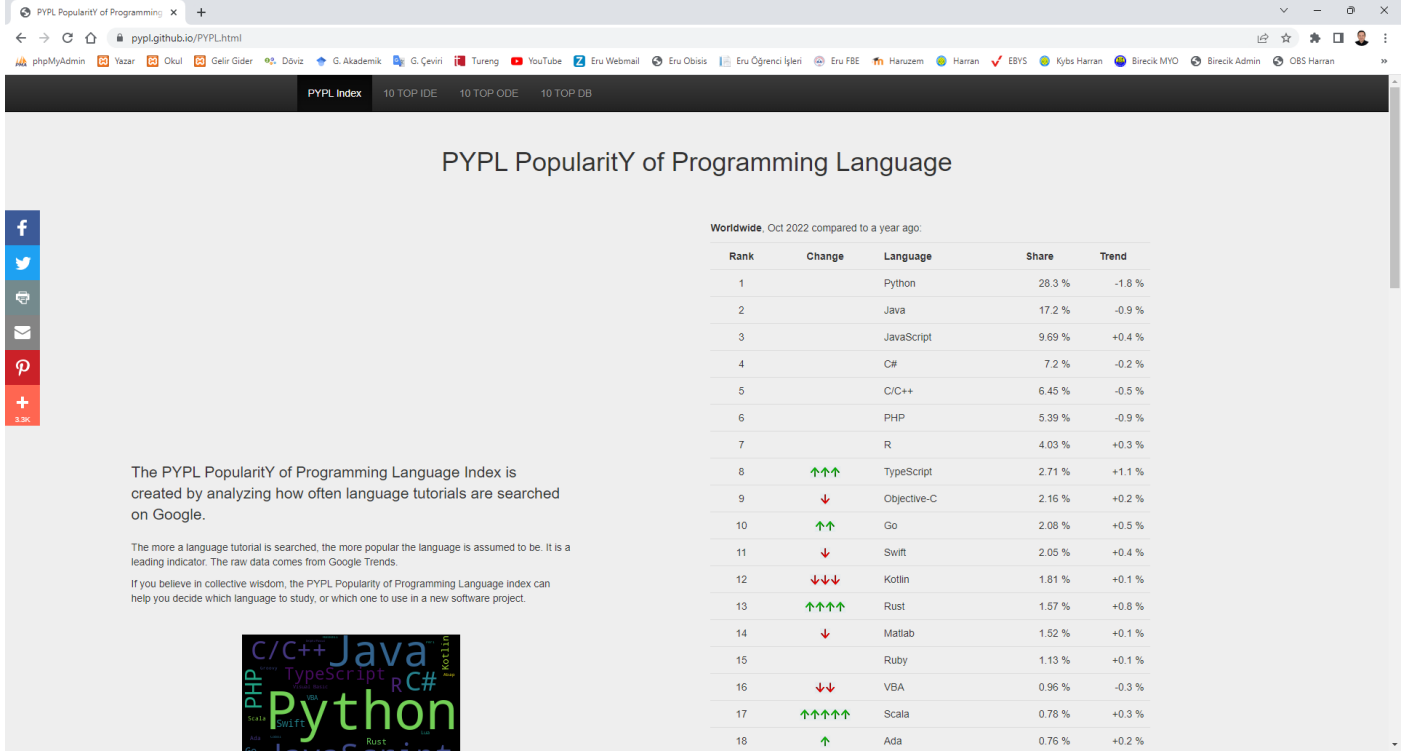 PYPL PopularitY of Programming
pypl.github.io/PYPL.html
phpMyAdmin Yazar Okul Gelir Gider Döviz G. Akademik G. Çeviri Tureng YouTube Eru Webmail Eru Obisis Eru Öğrenci İşleri Eru FBE Haruzem Harran EBYS Kybs Harran Birecik MYO Birecik Admin OBS Harran »
PYPL Index 10 TOP IDE 10 TOP ODE 10 TOP DB
PYPL PopularitY of Programming Language
3.3K
The PYPL PopularitY of Programming Language Index is
created by analyzing how often language tutorials are searched
on Google.
The more a language tutorial is searched, the more popular the language is assumed to be. It is a
leading indicator. The raw data comes from Google Trends.
If you believe in collective wisdom, the PYPL Popularity of Programming Language index can
help you decide which language to study, or which one to use in a new software project.
C/C++ Java Kotlin
PHP TypeScript R C#
VBA Abap
Python
Scala Swift
Ada Rust
Go JavaScript
Worldwide, Oct 2022 compared to a year ago:
Rank Change Language Share Trend
1 Python 28.3 % -1.8 %
2 Java 17.2 % -0.9 %
3 JavaScript 9.69 % +0.4 %
4 C# 7.2 % -0.2 %
5 C/C++ 6.45 % -0.5 %
6 PHP 5.39 % -0.9 %
7 R 4.03 % +0.3 %
8 ↑↑↑ TypeScript 2.71 % +1.1 %
9 ↓ Objective-C 2.16 % +0.2 %
10 ↑↑ Go 2.08 % +0.5 %
11 ↓ Swift 2.05 % +0.4 %
12 ↓↓↓ Kotlin 1.81 % +0.1 %
13 ↑↑↑↑ Rust 1.57 % +0.8 %
14 ↓ Matlab 1.52 % +0.1 %
15 Ruby 1.13 % +0.1 %
16 ↓↓ VBA 0.96 % -0.3 %
17 ↑↑↑↑↑ Scala 0.78 % +0.3 %
18 ↑ Ada 0.76 % +0.2 %